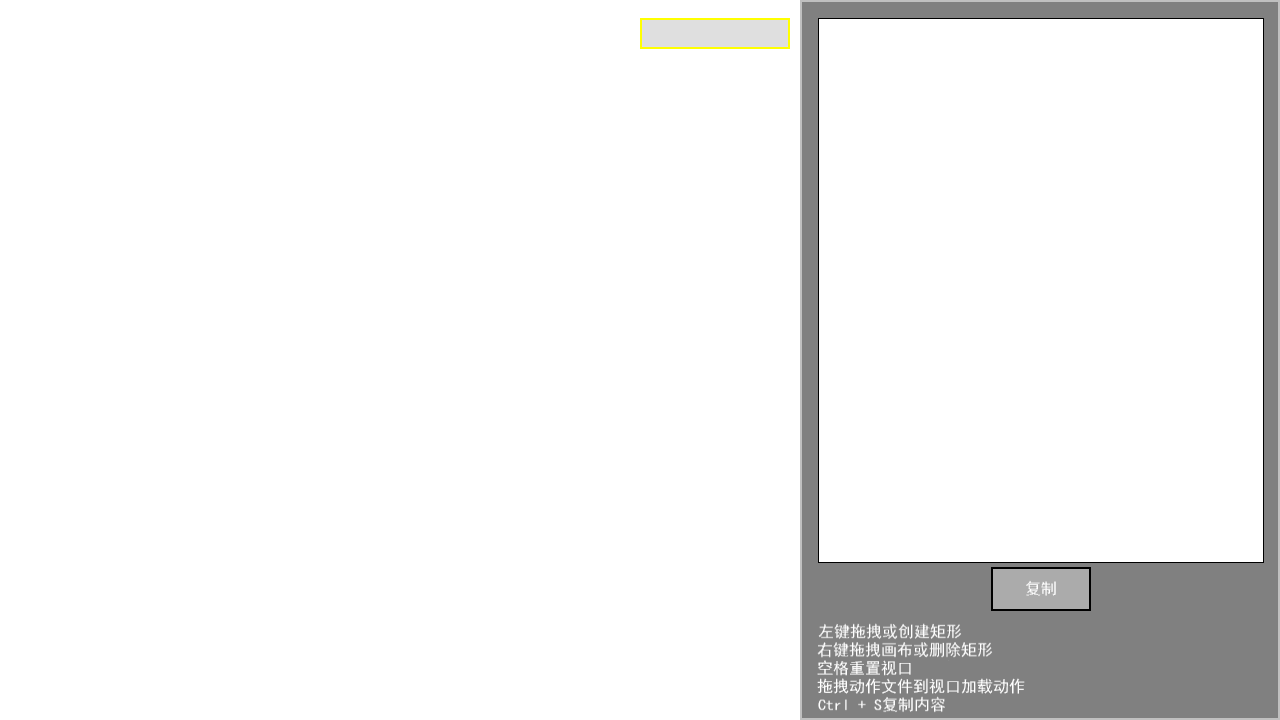 复制
左键拖拽或创建矩形
右键拖拽画布或删除矩形
空格重置视口
拖拽动作文件到视口加载动作
Ctrl + S复制内容